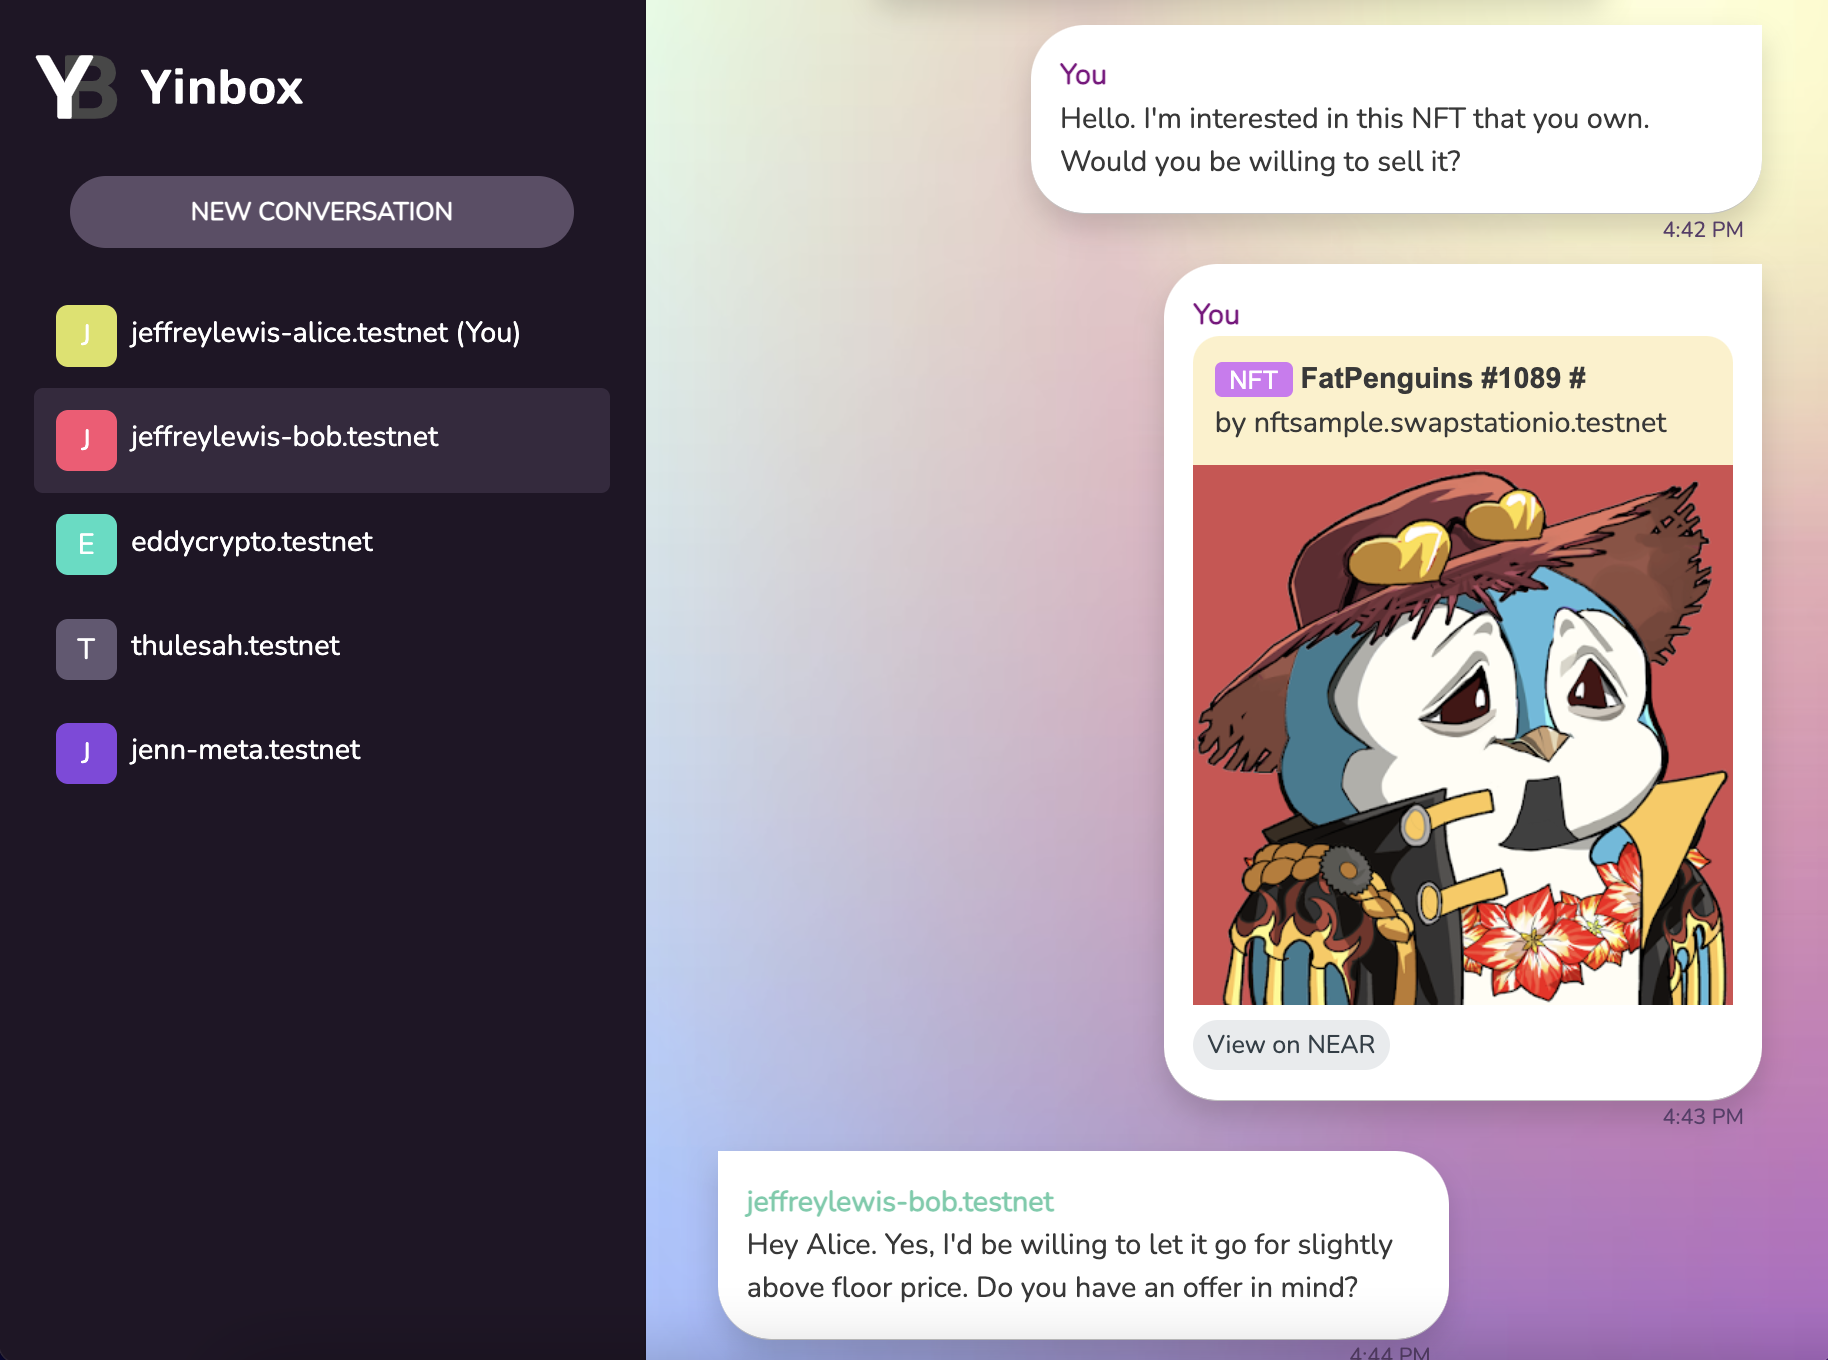 YB Yinbox
NEW CONVERSATION
J jeffreylewis-alice.testnet (You)
J jeffreylewis-bob.testnet
E eddycrypto.testnet
T thulesah.testnet
J jenn-meta.testnet
You
Hello. I'm interested in this NFT that you own.
Would you be willing to sell it?
4:42 PM
You
NFT FatPenguins #1089 #
by nftsample.swapstationio.testnet
View on NEAR
4:43 PM
jeffreylewis-bob.testnet
Hey Alice. Yes, I'd be willing to let it go for slightly
above floor price. Do you have an offer in mind?
4:44 PM